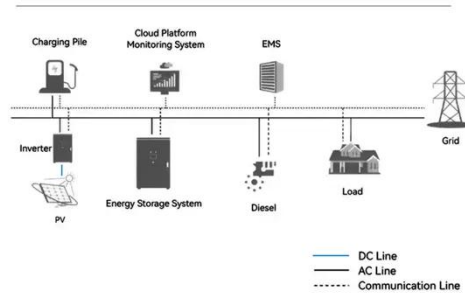 Charging Pile
Cloud Platform
Monitoring System
EMS
Grid
Inverter
PV
Energy Storage System
Diesel
Load
DC Line
AC Line
Communication Line